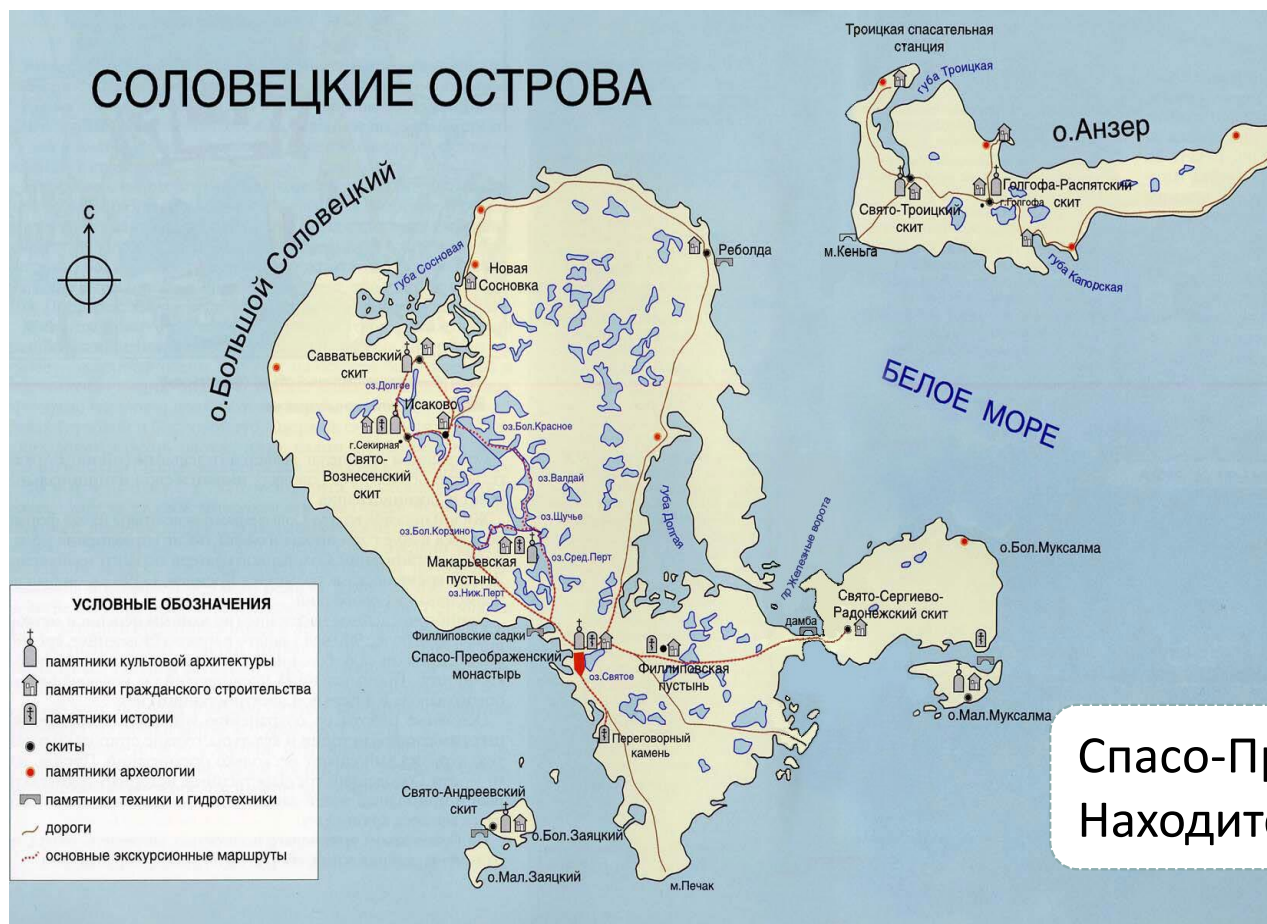 СОЛОВЕЦКИЕ ОСТРОВА
Троицкая спасательная
станция
губа Троицкая
о.Анзер
Голгофа-Распятский
скит
г.Голгофа
Свято-Троицкий
скит
м.Кеньга
губа Капорская
С
о.Большой Соловецкий
губа Сосновая
Новая
Сосновка
Реболда
Савватьевский
скит
оз.Долгое
Исаково
г.Секирная
Свято-
Вознесенский
скит
оз.Бол.Красное
оз.Валдай
оз.Щучье
оз.Бол.Корзино
оз.Сред.Перт
Макарьевская
пустынь
оз.Ниж.Перт
БЕЛОЕ МОРЕ
губа Долгая
пр.Железные ворота
о.Бол.Муксалма
Свято-Сергиево-
Радонежский скит
дамба
Филлиповские садки
Спасо-Преображенский
монастырь
оз.Святое
Филлиповская
пустынь
о.Мал.Муксалма
Переговорный
камень
Свято-Андреевский
скит
о.Бол.Заяцкий
о.Мал.Заяцкий
м.Печак
УСЛОВНЫЕ ОБОЗНАЧЕНИЯ
памятники культовой архитектуры
памятники гражданского строительства
памятники истории
скиты
памятники археологии
памятники техники и гидротехники
дороги
основные экскурсионные маршруты
Спасо-Пр
Находит